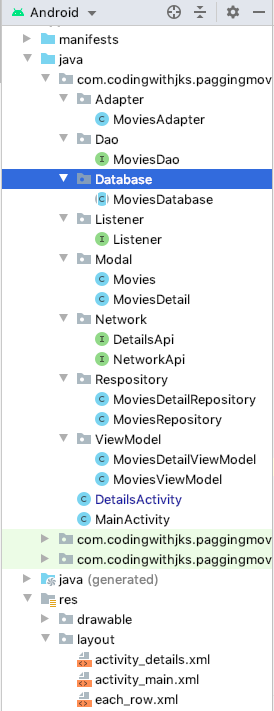 Android
manifests
java
com.codingwithjks.paggingmov
Adapter
MoviesAdapter
Dao
MoviesDao
Database
MoviesDatabase
Listener
Listener
Modal
Movies
MoviesDetail
Network
DetailsApi
NetworkApi
Respository
MoviesDetailRepository
MoviesRepository
ViewModel
MoviesDetailViewModel
MoviesViewModel
DetailsActivity
MainActivity
com.codingwithjks.paggingmov
com.codingwithjks.paggingmov
java (generated)
res
drawable
layout
activity_details.xml
activity_main.xml
each_row.xml